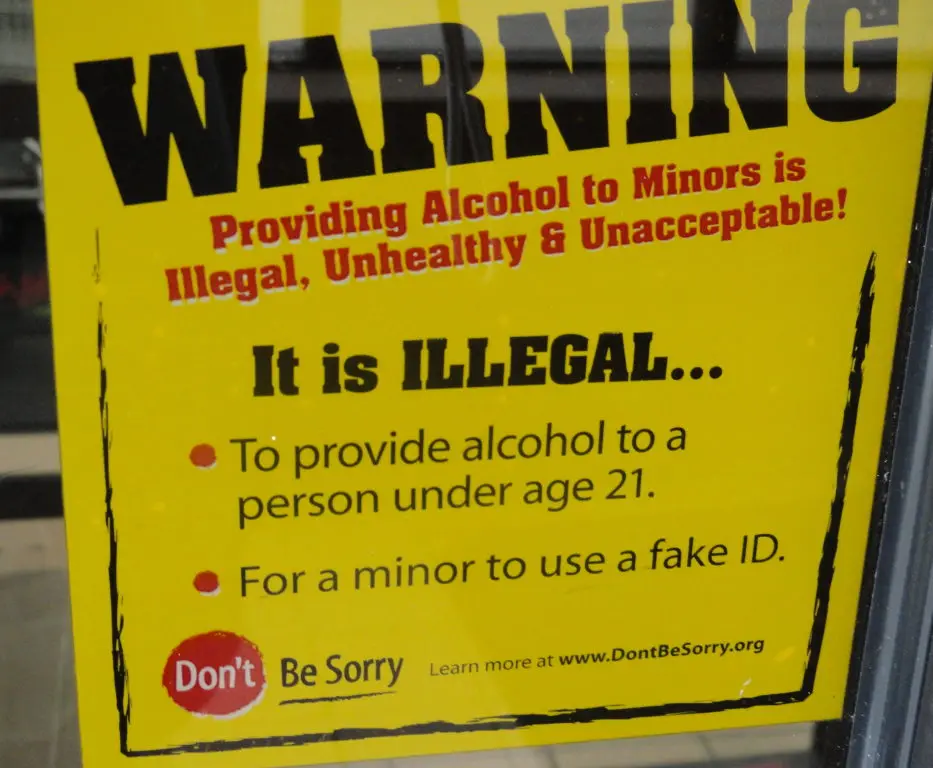 WARNING
Providing Alcohol to Minors is
Illegal, Unhealthy & Unacceptable!
It is ILLEGAL...
• To provide alcohol to a
person under age 21.
• For a minor to use a fake ID.
Don't Be Sorry Learn more at www.DontBeSorry.org